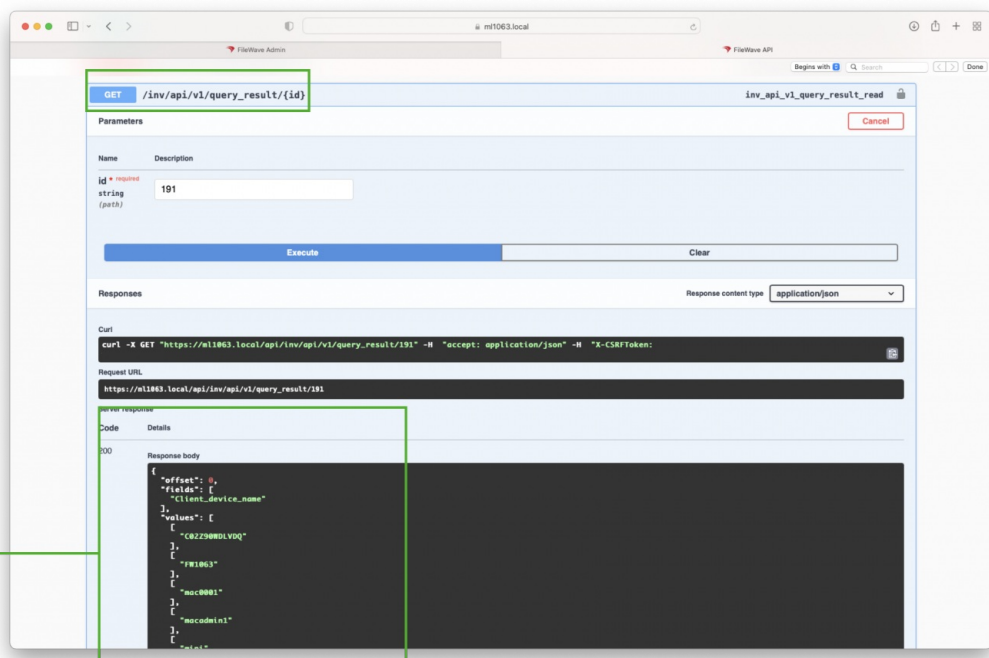 ml1063.local
FileWave Admin
FileWave API
Begins with
Search
Done
GET /inv/api/v1/query_result/{id} inv_api_v1_query_result_read
Parameters
Cancel
Name Description
id * required
string
(path)
191
Execute Clear
Responses
Response content type application/json
Curl
curl -X GET "https://ml1063.local/api/inv/api/v1/query_result/191" -H "accept: application/json" -H "X-CSRFToken:
Request URL
https://ml1063.local/api/inv/api/v1/query_result/191
Server response
Code Details
200
Response body
{
"offset": 0,
"fields": [
"Client_device_name"
],
"values": [
[
"C02Z90WDLVDQ"
],
[
"FW1063"
],
[
"mac0001"
],
[
"macadmin1"
],
[
"mini"